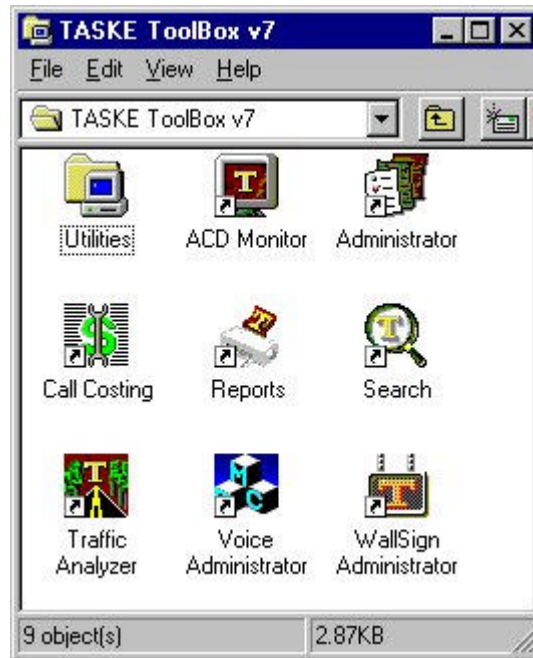 TASKE ToolBox v7
File Edit View Help
TASKE ToolBox v7
Utilities ACD Monitor Administrator
Call Costing Reports Search
Traffic Analyzer Voice Administrator WallSign Administrator
9 object(s) 2.87KB